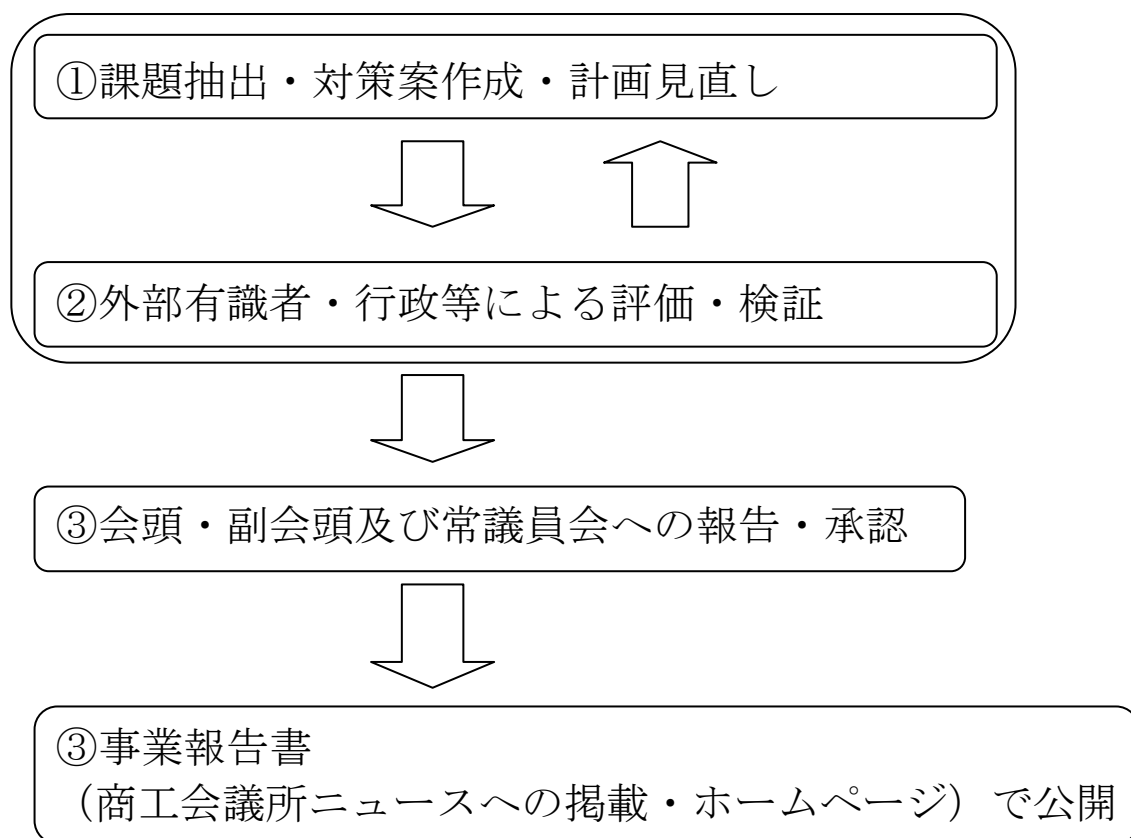 ①課題抽出・対策案作成・計画見直し
②外部有識者・行政等による評価・検証
③会頭・副会頭及び常議員会への報告・承認
③事業報告書
（商工会議所ニュースへの掲載・ホームページ）で公開